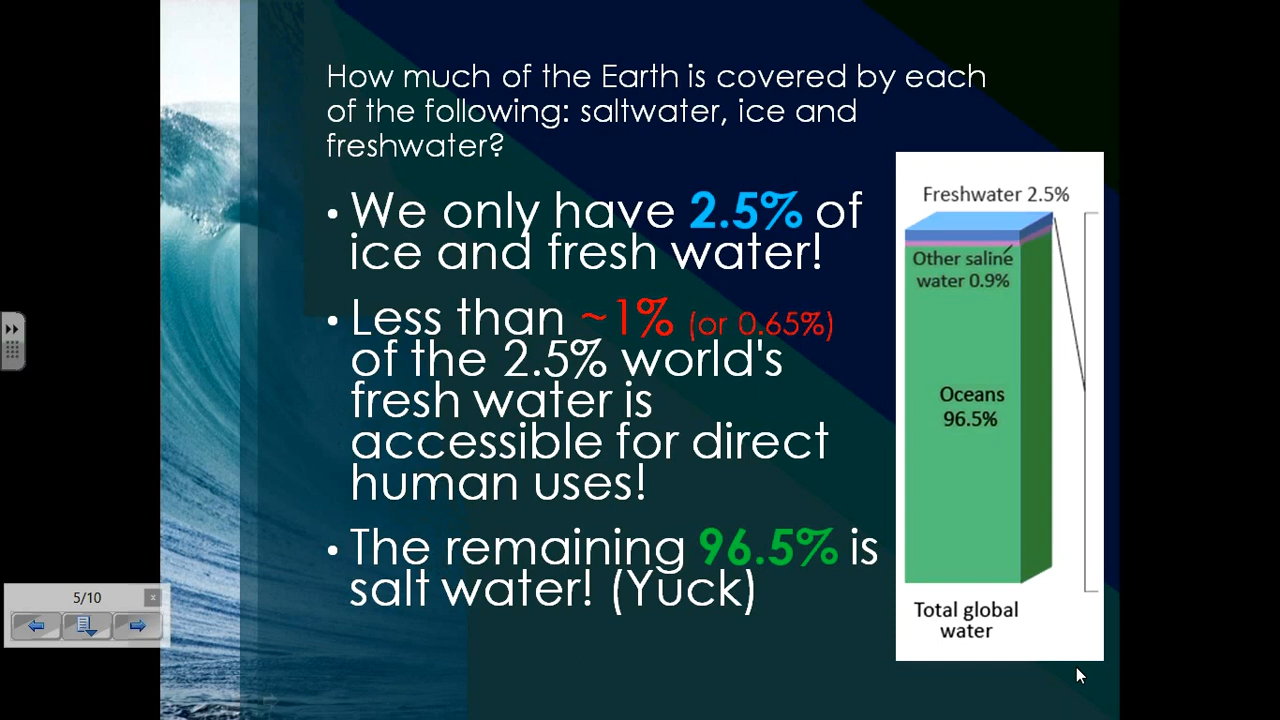 How much of the Earth is covered by each
of the following: saltwater, ice and
freshwater?
• We only have 2.5% of
ice and fresh water!
• Less than ~1% (or 0.65%)
of the 2.5% world's
fresh water is
accessible for direct
human uses!
• The remaining 96.5% is
salt water! (Yuck)
Freshwater 2.5%
Other saline
water 0.9%
Oceans
96.5%
Total global
water
5/10